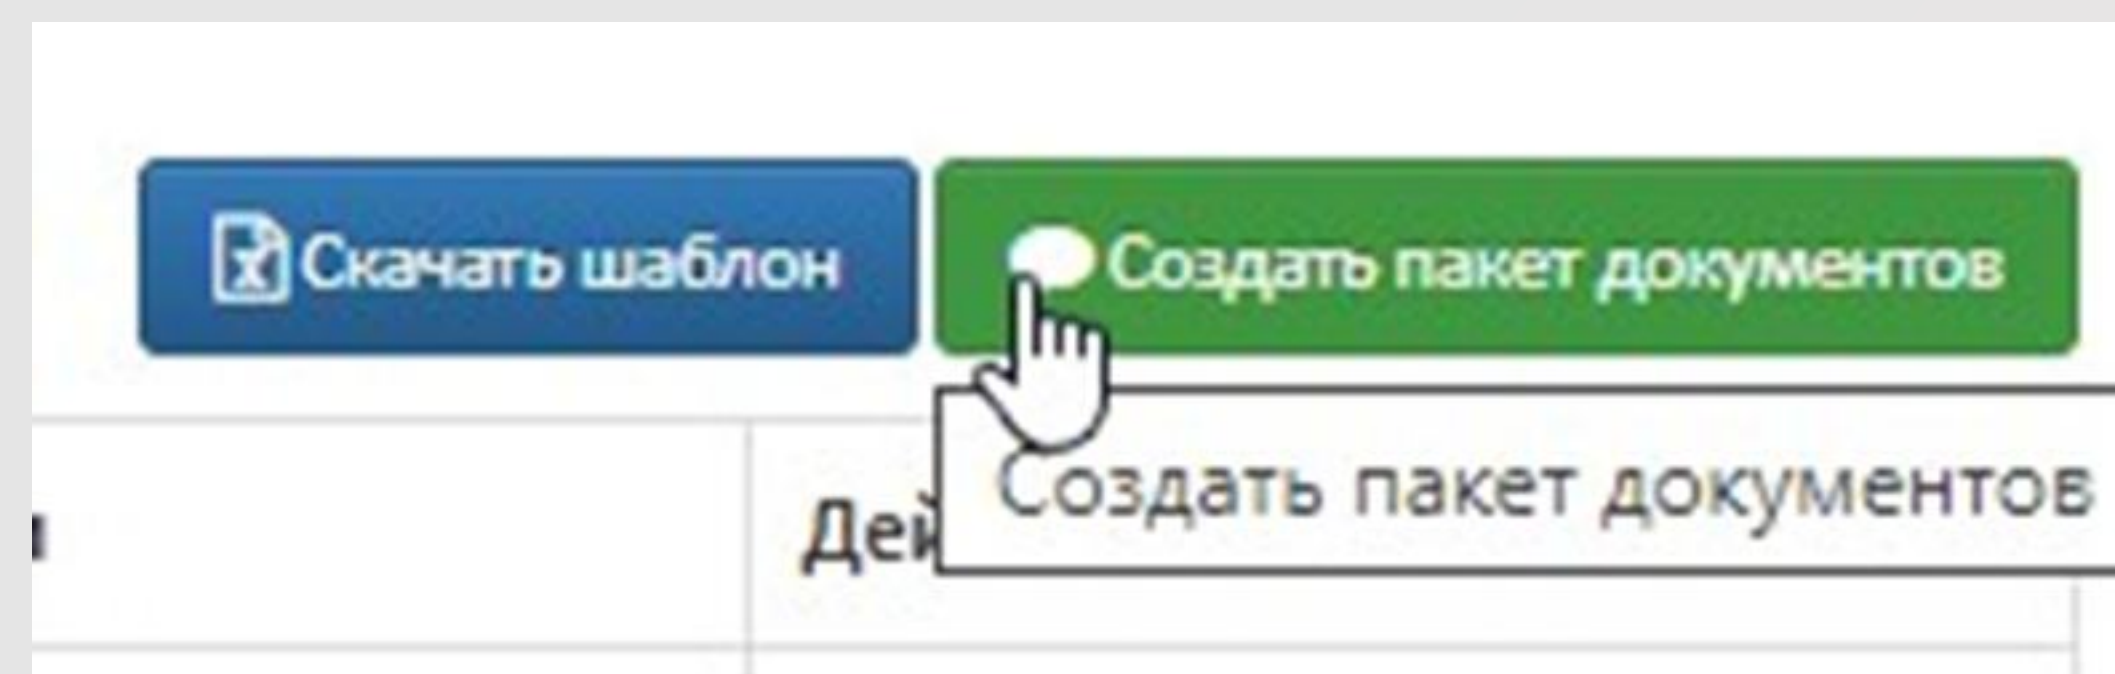 Скачать шаблон
Создать пакет документов
Создать пакет документов